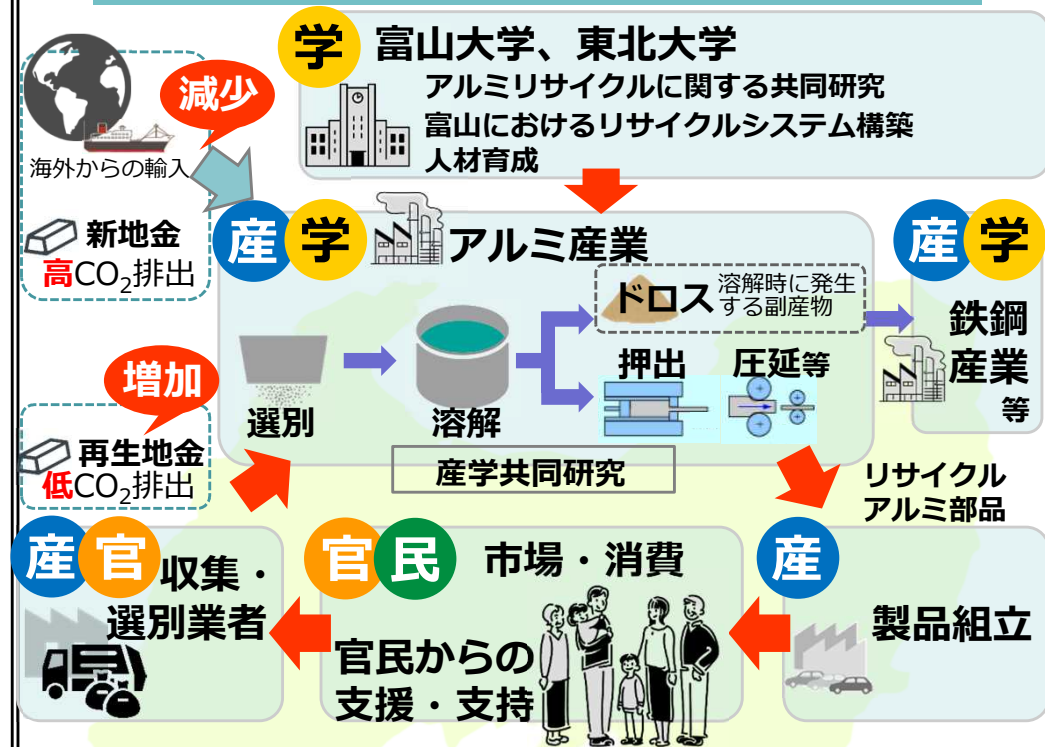 学
富山大学、東北大学
アルミリサイクルに関する共同研究
富山におけるリサイクルシステム構築
人材育成
減少
海外からの輸入
新地金
高CO₂排出
産
学
アルミ産業
ドロス
溶解時に発生
する副産物
選別
溶解
押出
圧延等
産学共同研究
産
学
鉄鋼
産業
等
増加
再生地金
低CO₂排出
リサイクル
アルミ部品
産
官
収集・
選別業者
官
民
市場・消費
官民からの
支援・支持
産
製品組立